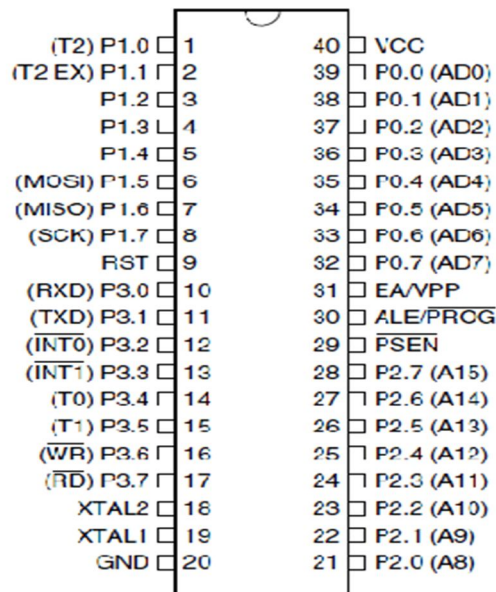 (T2) P1.0 1 40 VCC
(T2 EX) P1.1 2 39 P0.0 (AD0)
P1.2 3 38 P0.1 (AD1)
P1.3 4 37 P0.2 (AD2)
P1.4 5 36 P0.3 (AD3)
(MOSI) P1.5 6 35 P0.4 (AD4)
(MISO) P1.6 7 34 P0.5 (AD5)
(SCK) P1.7 8 33 P0.6 (AD6)
RST 9 32 P0.7 (AD7)
(RXD) P3.0 10 31 EA/VPP
(TXD) P3.1 11 30 ALE/P̅R̅O̅G̅
(I̅N̅T̅0̅) P3.2 12 29 P̅S̅E̅N̅
(I̅N̅T̅1̅) P3.3 13 28 P2.7 (A15)
(T0) P3.4 14 27 P2.6 (A14)
(T1) P3.5 15 26 P2.5 (A13)
(W̅R̅) P3.6 16 25 P2.4 (A12)
(R̅D̅) P3.7 17 24 P2.3 (A11)
XTAL2 18 23 P2.2 (A10)
XTAL1 19 22 P2.1 (A9)
GND 20 21 P2.0 (A8)